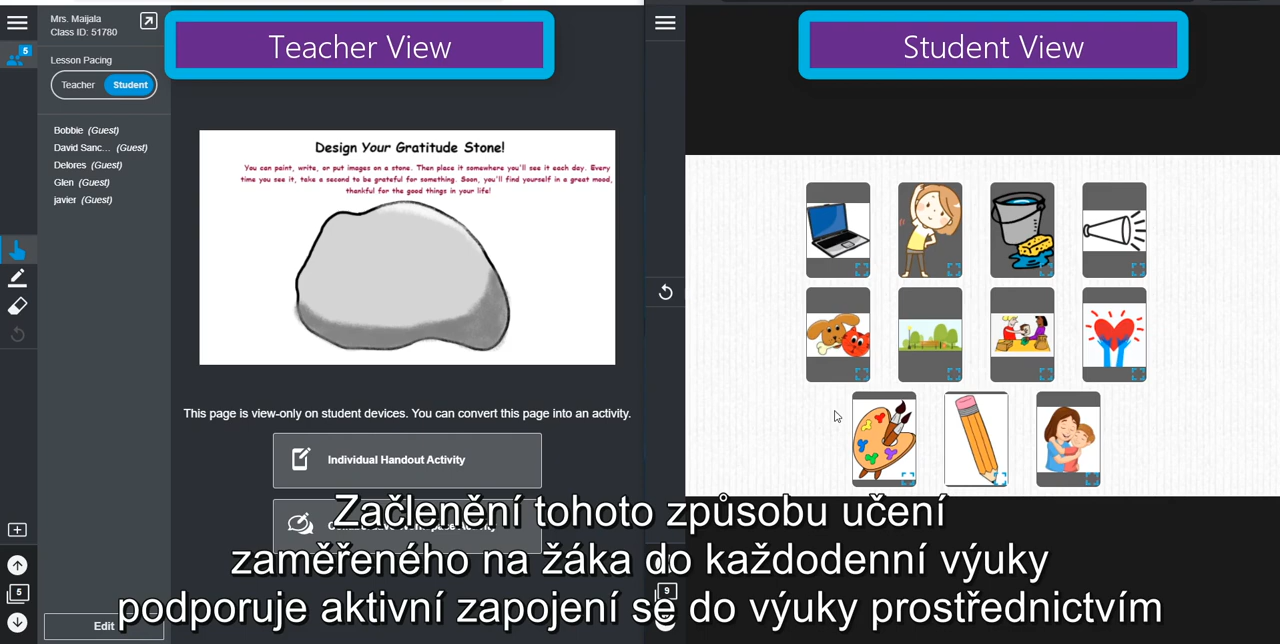 Mrs. Maijala
Class ID: 51780
5
Lesson Pacing
Teacher Student
Bobbie (Guest)
David Sanc... (Guest)
Delores (Guest)
Glen (Guest)
javier (Guest)
5
Edit
Teacher View
Design Your Gratitude Stone!
You can paint, write, or put images on a stone. Then place it somewhere you'll see it each day. Every
time you see it, take a second to be grateful for something. Soon, you'll find yourself in a great mood,
thankful for the good things in your life!
This page is view-only on student devices. You can convert this page into an activity.
Individual Handout Activity
Student View
9
Začlenění tohoto způsobu učení
zaměřeného na žáka do každodenní výuky
podporuje aktivní zapojení se do výuky prostřednictvím